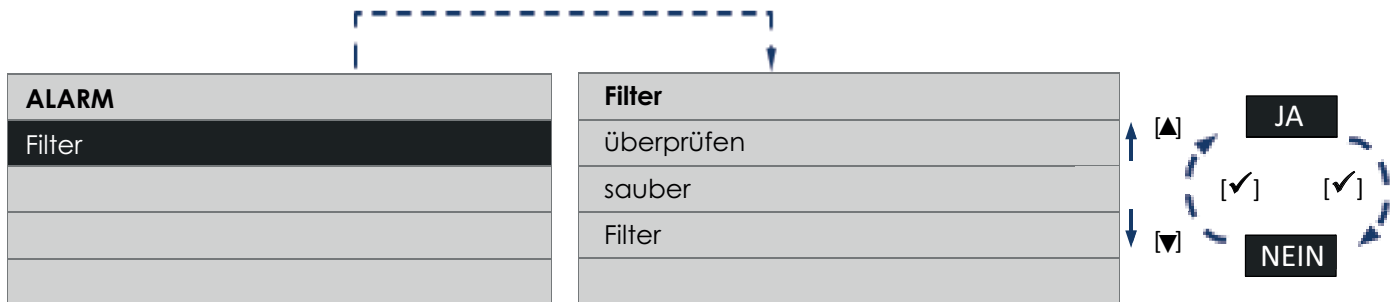 ALARM
Filter
Filter
überprüfen
sauber
Filter
[▲]
[▼]
JA
[✓] [✓]
NEIN